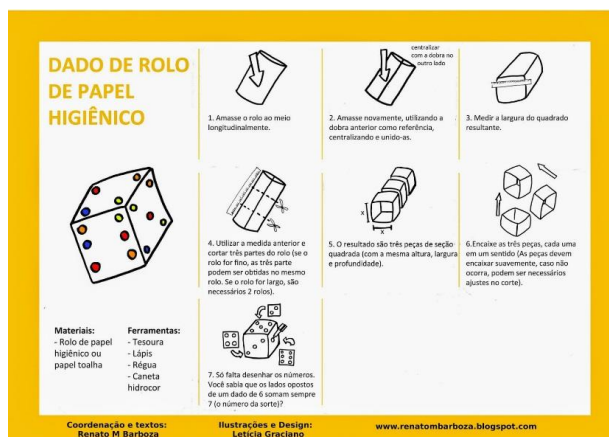 DADO DE ROLO
DE PAPEL
HIGIÊNICO
1. Amasse o rolo ao meio
longitudinalmente.
centralizar
com a dobra no
outro lado
2. Amasse novamente, utilizando a
dobra anterior como referência,
centralizando e unido-as.
3. Medir a largura do quadrado
resultante.
4. Utilizar a medida anterior e
cortar três partes do rolo (se o
rolo for fino, as três parte
podem ser obtidas no mesmo
rolo. Se o rolo for largo, são
necessários 2 rolos).
x
x
5. O resultado são três peças de seção
quadrada (com a mesma altura, largura
e profundidade).
6.Encaixe as três peças, cada uma
em um sentido (As peças devem
encaixar suavemente, caso não
ocorra, podem ser necessários
ajustes no corte).
Materiais:
- Rolo de papel
higiênico ou
papel toalha
Ferramentas:
- Tesoura
- Lápis
- Régua
- Caneta
hidrocor
7. Só falta desenhar os números.
Você sabia que os lados opostos
de um dado de 6 somam sempre
7 (o número da sorte)?
Coordenação e textos:
Renato M Barboza
Ilustrações e Design:
Letícia Graciano
www.renatombarboza.blogspot.com